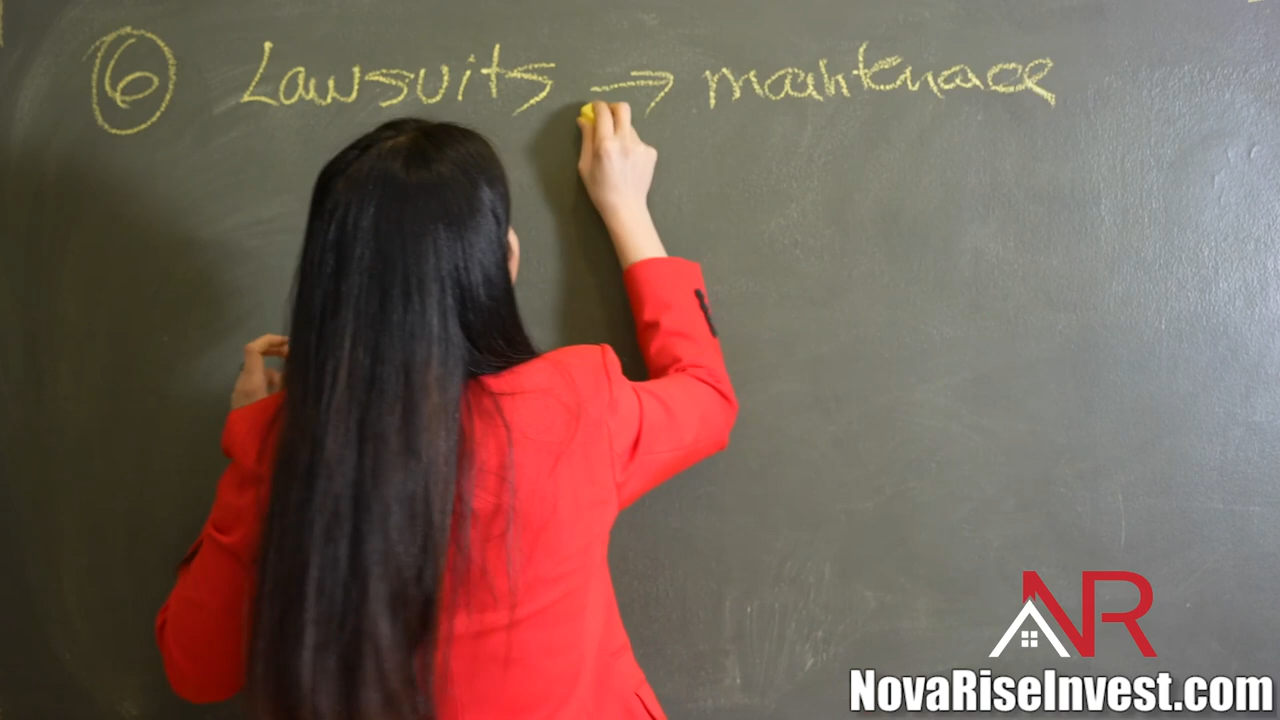 ⑥ Lawsuits → maintenace
NR
NovaRiseInvest.com